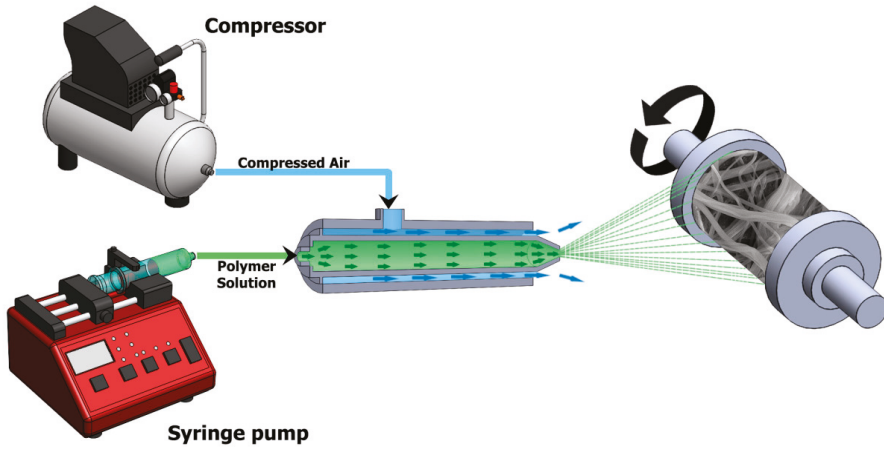 Compressor
Compressed Air
Polymer
Solution
Syringe pump